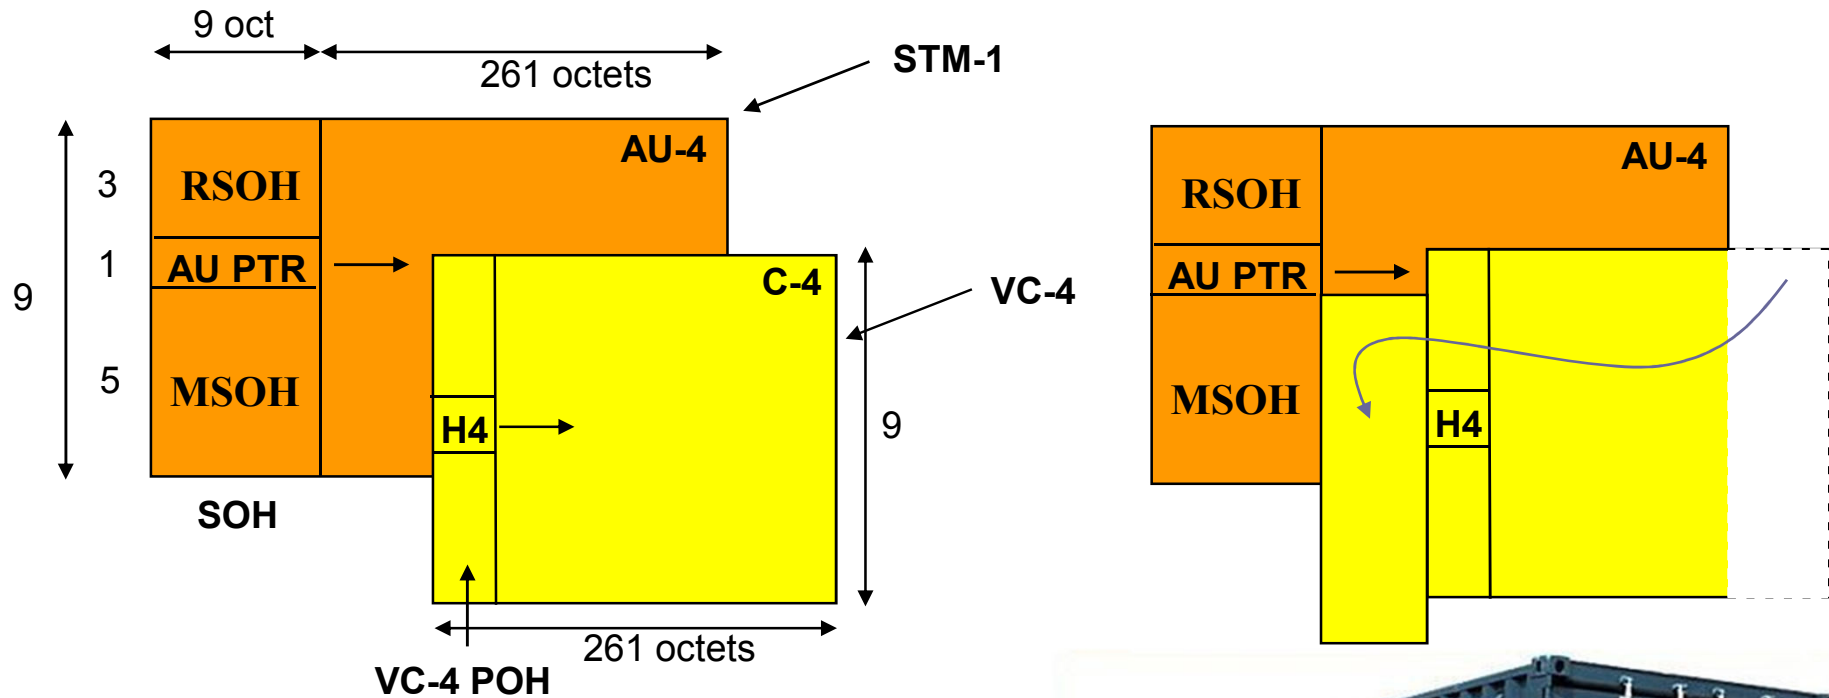 9 oct
261 octets
STM-1
AU-4
3
RSOH
1
AU PTR
9
5
MSOH
SOH
C-4
VC-4
H4
9
261 octets
VC-4 POH
AU-4
RSOH
AU PTR
MSOH
H4